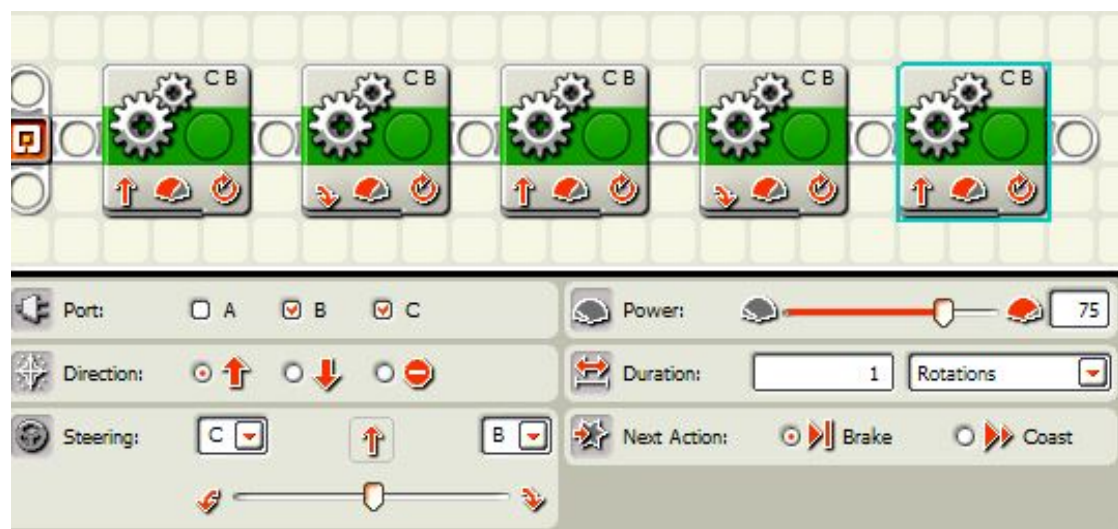 C B
C B
C B
C B
C B
Port: A B C
Power: 75
Direction:
Duration: 1 Rotations
Steering: C B
Next Action: Brake Coast